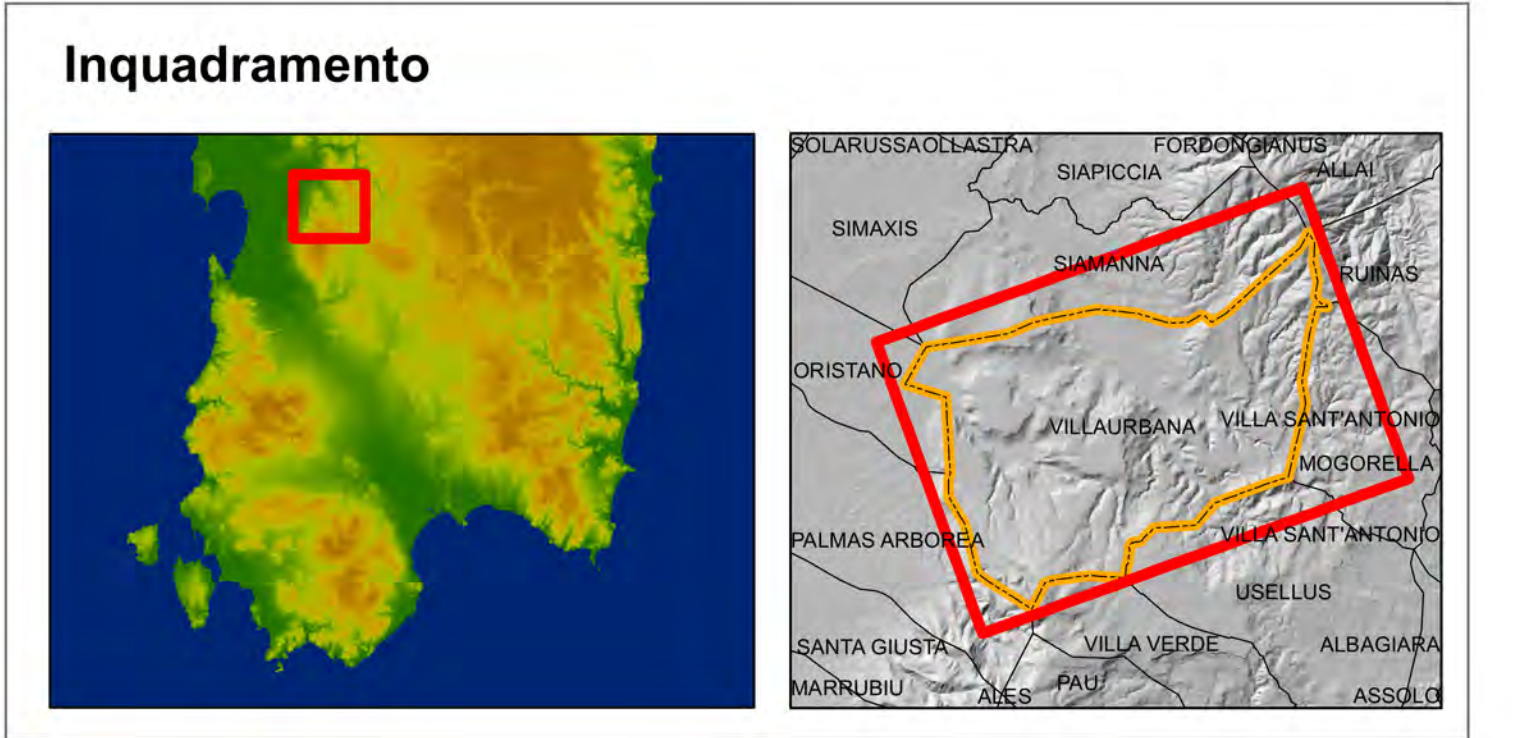 Inquadramento
SOLARUSSA OLLASTRA FORDONGIANUS
SIAPICCIA ALLAI
SIMAXIS
SIAMANNA RUINAS
ORISTANO
VILLAURBANA VILLA SANT'ANTONIO
MOGORELLA
PALMAS ARBOREA VILLA SANT'ANTONIO
USELLUS
SANTA GIUSTA VILLA VERDE ALBAGIARA
MARRUBIU PAU
ALES ASSOLO